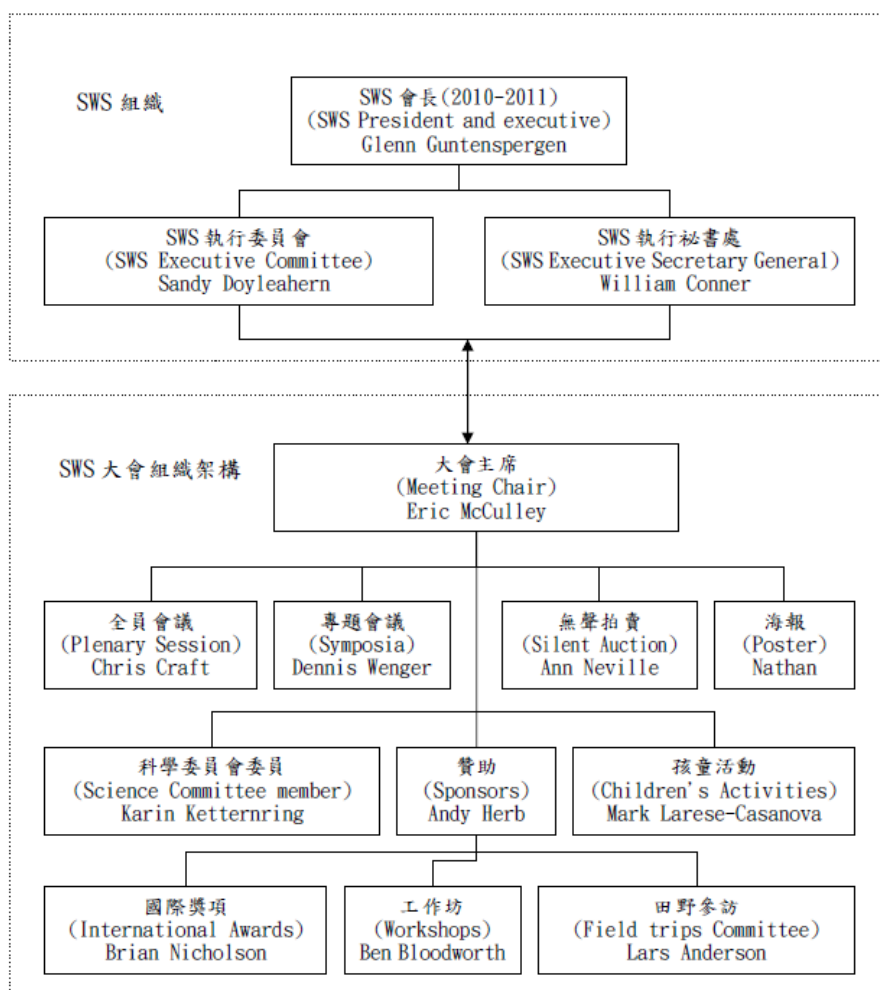 SWS 組織
SWS 會長(2010-2011)
(SWS President and executive)
Glenn Guntenspergen
SWS 執行委員會
(SWS Executive Committee)
Sandy Doyleahern
SWS 執行祕書處
(SWS Executive Secretary General)
William Conner
SWS 大會組織架構
大會主席
(Meeting Chair)
Eric McCulley
全員會議
(Plenary Session)
Chris Craft
專題會議
(Symposia)
Dennis Wenger
無聲拍賣
(Silent Auction)
Ann Neville
海報
(Poster)
Nathan
科學委員會委員
(Science Committee member)
Karin Ketternring
贊助
(Sponsors)
Andy Herb
孩童活動
(Children's Activities)
Mark Larese-Casanova
國際獎項
(International Awards)
Brian Nicholson
工作坊
(Workshops)
Ben Bloodworth
田野參訪
(Field trips Committee)
Lars Anderson